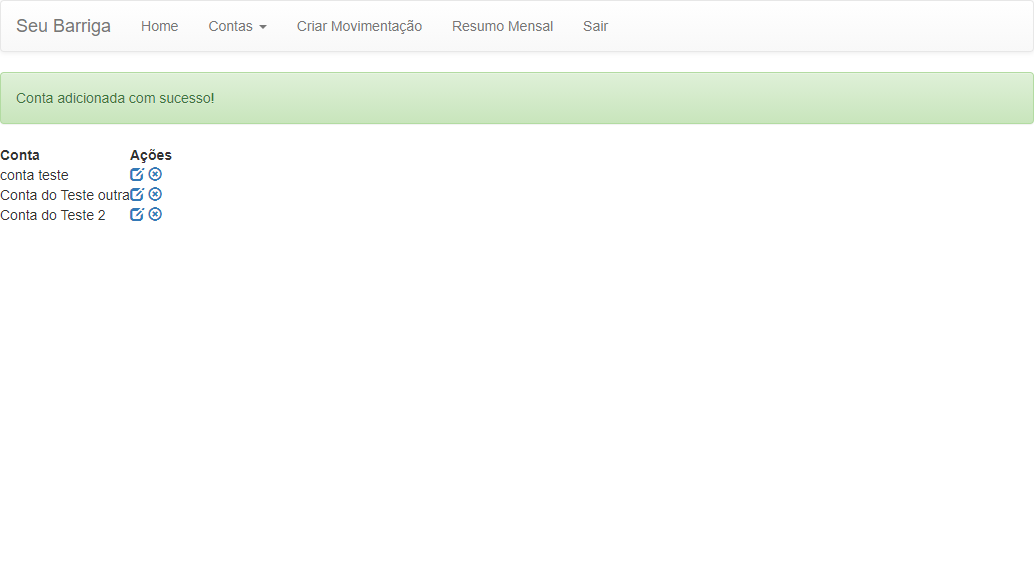 Seu Barriga Home Contas Criar Movimentação Resumo Mensal Sair
Conta adicionada com sucesso!
Conta Ações
conta teste
Conta do Teste outra
Conta do Teste 2